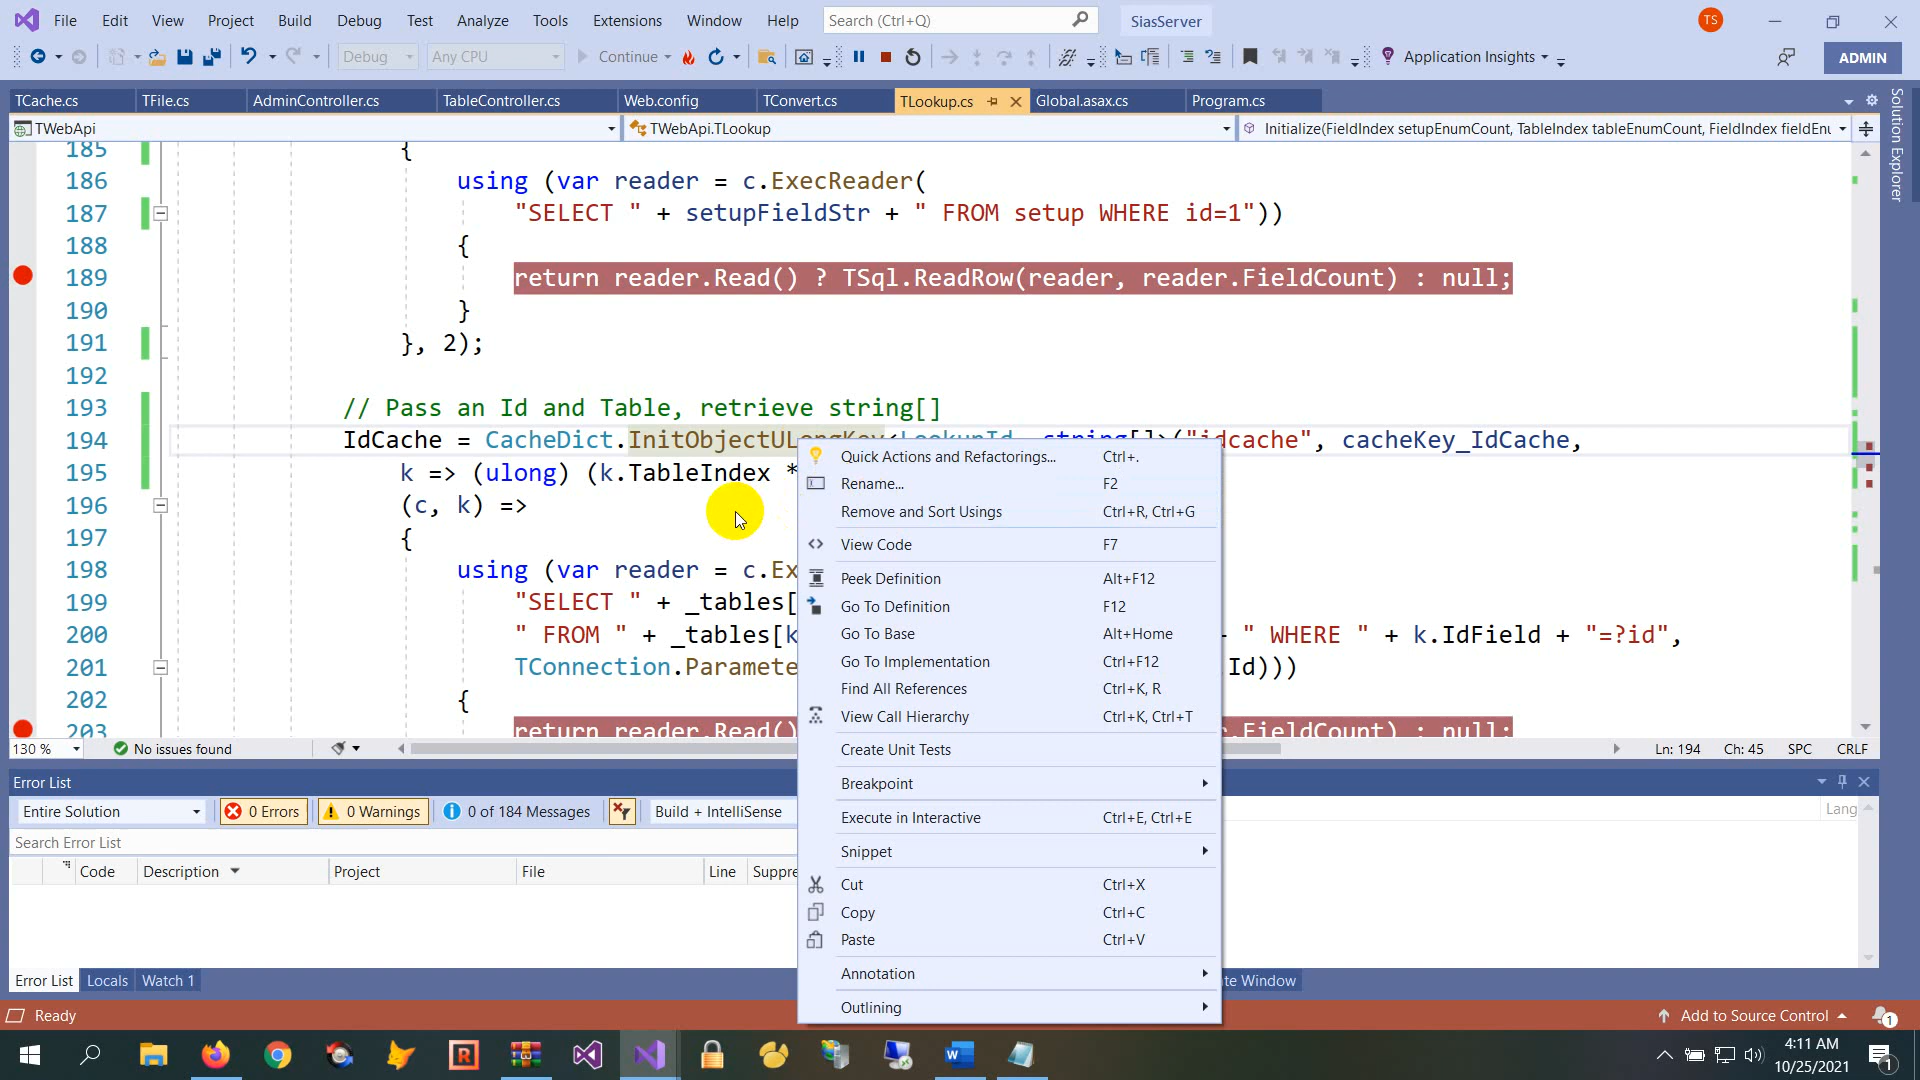 File Edit View Project Build Debug Test Analyze Tools Extensions Window Help Search (Ctrl+Q) SiasServer TS
Debug Any CPU Continue Application Insights ADMIN
TCache.cs TFile.cs AdminController.cs TableController.cs Web.config TConvert.cs TLookup.cs Global.asax.cs Program.cs
TWebApi TWebApi.TLookup Initialize(FieldIndex setupEnumCount, TableIndex tableEnumCount, FieldIndex fieldEnu
Solution Explorer
185 {
186 using (var reader = c.ExecReader(
187 "SELECT " + setupFieldStr + " FROM setup WHERE id=1"))
188 {
189 return reader.Read() ? TSql.ReadRow(reader, reader.FieldCount) : null;
190 }
191 }, 2);
192
193 // Pass an Id and Table, retrieve string[]
194 IdCache = CacheDict.InitObjectULongKey<LookupId, string[]>("idcache", cacheKey_IdCache,
195 k => (ulong) (k.TableIndex *
196 (c, k) =>
197 {
198 using (var reader = c.Ex
199 "SELECT " + _tables[
200 " FROM " + _tables[k + " WHERE " + k.IdField + "=?id",
201 TConnection.Paramete Id)))
202 {
203 return reader.Read() .FieldCount) : null;
Quick Actions and Refactorings... Ctrl+.
Rename... F2
Remove and Sort Usings Ctrl+R, Ctrl+G
View Code F7
Peek Definition Alt+F12
Go To Definition F12
Go To Base Alt+Home
Go To Implementation Ctrl+F12
Find All References Ctrl+K, R
View Call Hierarchy Ctrl+K, Ctrl+T
Create Unit Tests
Breakpoint
Execute in Interactive Ctrl+E, Ctrl+E
Snippet
Cut Ctrl+X
Copy Ctrl+C
Paste Ctrl+V
Annotation
Outlining
130 % No issues found Ln: 194 Ch: 45 SPC CRLF
Error List
Entire Solution 0 Errors 0 Warnings 0 of 184 Messages Build + IntelliSense
Search Error List
Code Description Project File Line Suppre Lang
Error List Locals Watch 1 te Window
Ready Add to Source Control 1
4:11 AM
10/25/2021 1